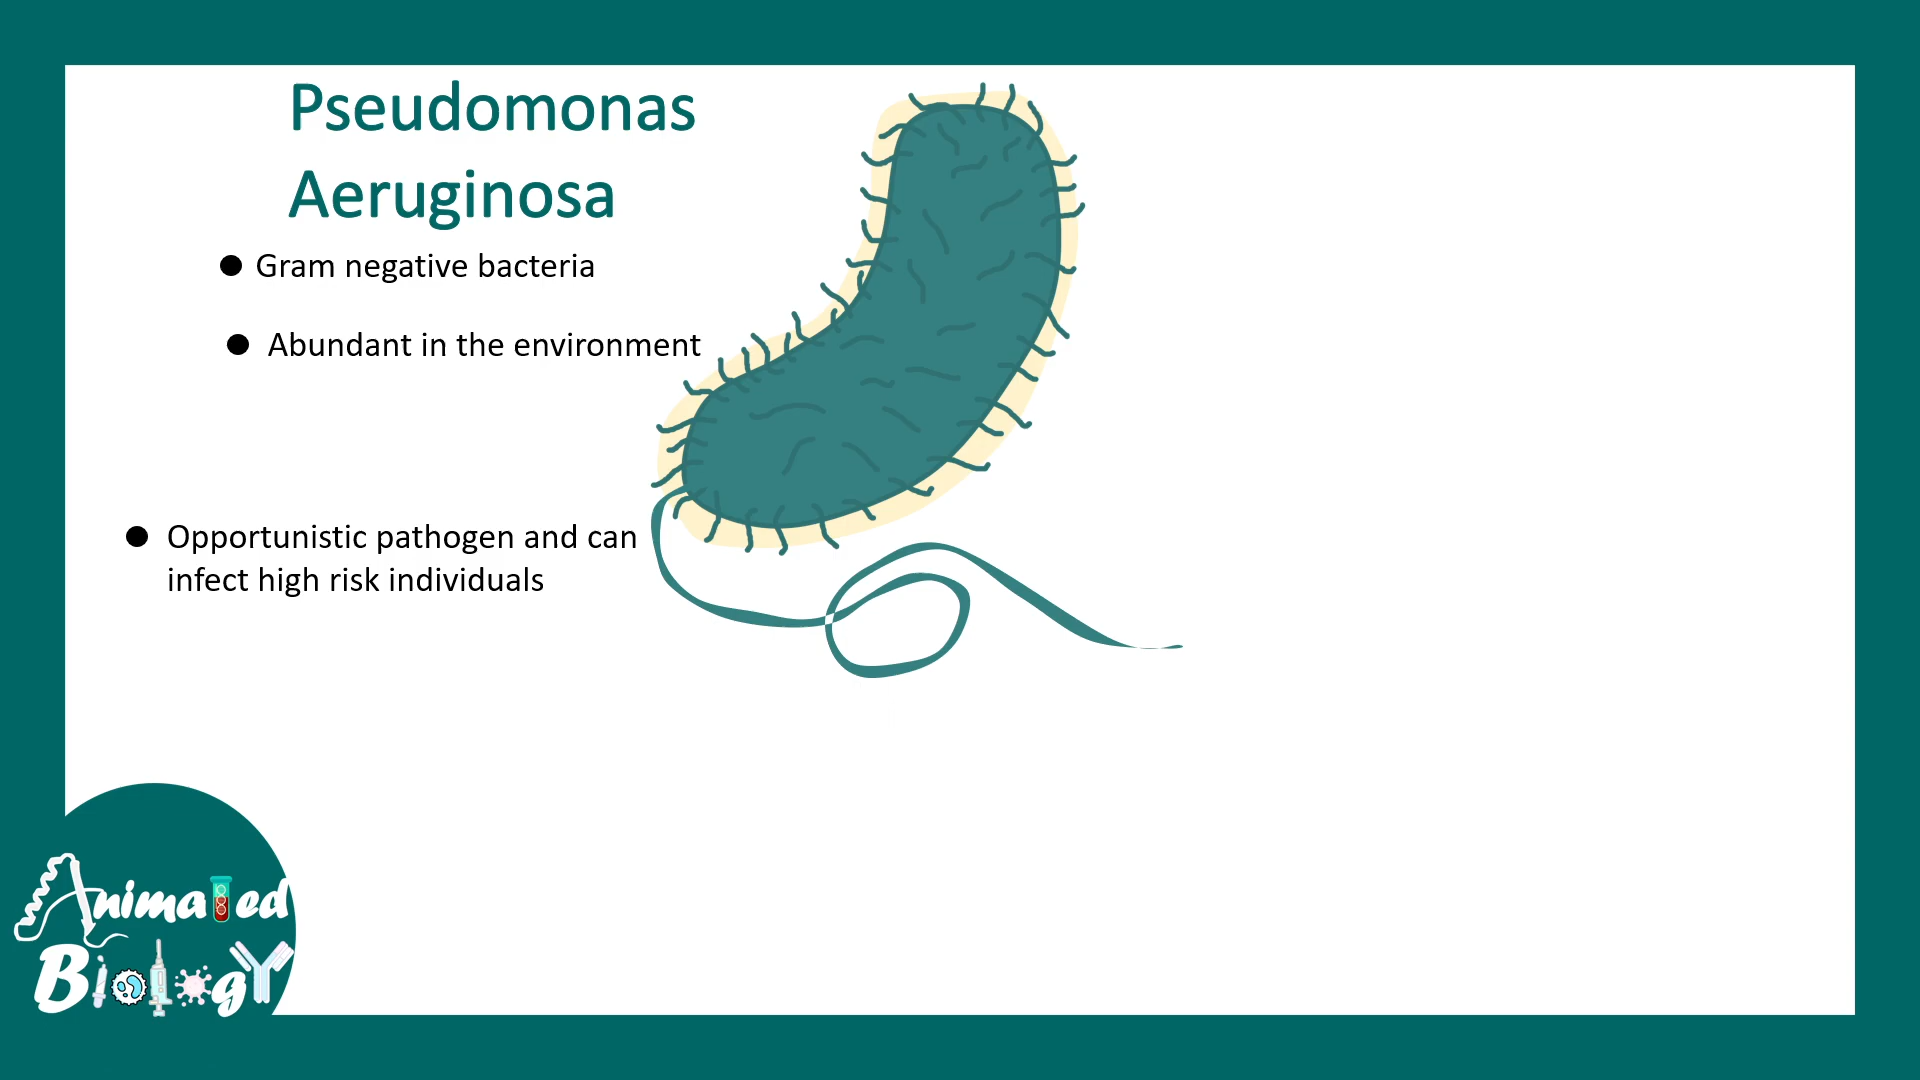 Pseudomonas
Aeruginosa
● Gram negative bacteria
● Abundant in the environment
● Opportunistic pathogen and can
infect high risk individuals
Animated
BiologY